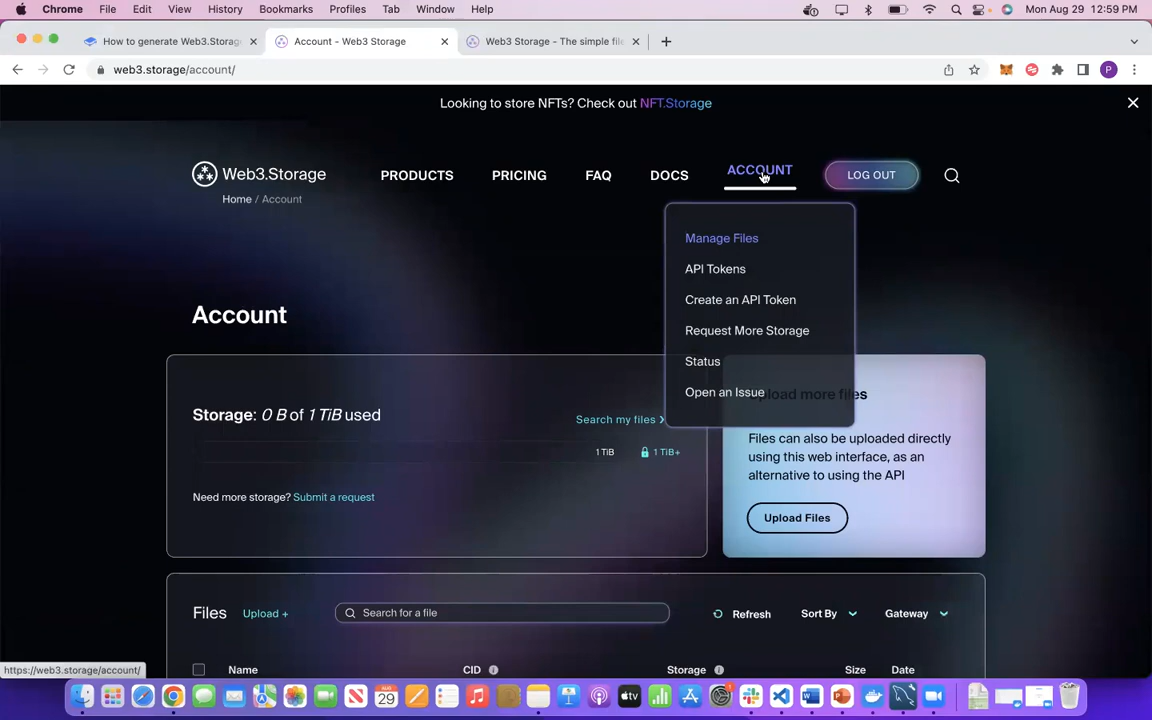 Chrome File Edit View History Bookmarks Profiles Tab Window Help Mon Aug 29 12:59 PM
How to generate Web3.Storage Account - Web3 Storage Web3 Storage - The simple file
web3.storage/account/ P
Looking to store NFTs? Check out NFT.Storage
Web3.Storage PRODUCTS PRICING FAQ DOCS ACCOUNT LOG OUT
Home / Account
Manage Files
API Tokens
Create an API Token
Request More Storage
Status
Open an Issue
Account
Storage: 0 B of 1 TiB used
Search my files
1 TiB 1 TiB+
Need more storage? Submit a request
Upload more files
Files can also be uploaded directly
using this web interface, as an
alternative to using the API
Upload Files
Files Upload + Search for a file Refresh Sort By Gateway
Name CID Storage Size Date
https://web3.storage/account/
AUG
29
tv